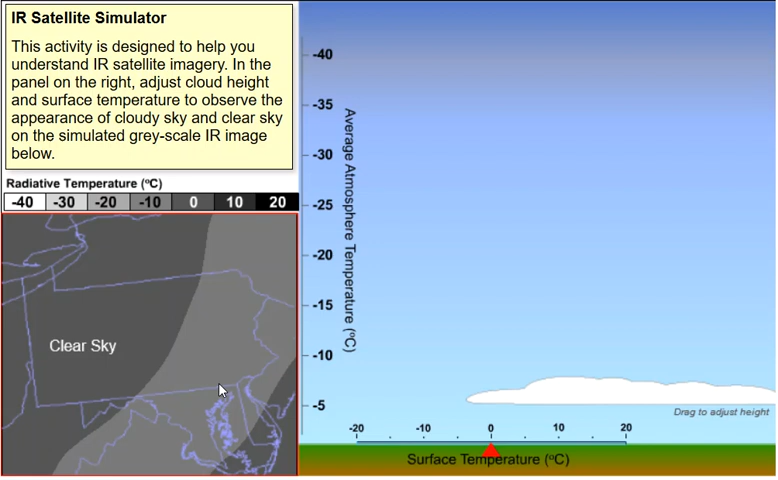 IR Satellite Simulator
This activity is designed to help you
understand IR satellite imagery. In the
panel on the right, adjust cloud height
and surface temperature to observe the
appearance of cloudy sky and clear sky
on the simulated grey-scale IR image
below.
Radiative Temperature (°C)
-40 -30 -20 -10 0 10 20
Clear Sky
-40
-35
-30
-25
-20
-15
-10
-5
Average Atmosphere Temperature (°C)
Drag to adjust height
-20 -10 0 10 20
Surface Temperature (°C)